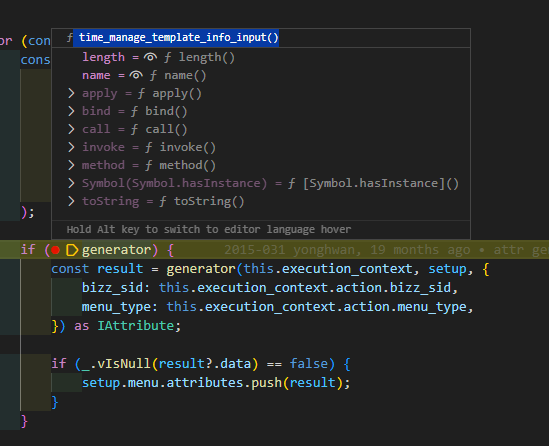 or (con
ƒ time_manage_template_info_input()
cons
length = ƒ length()
name = ƒ name()
> apply = ƒ apply()
> bind = ƒ bind()
> call = ƒ call()
> invoke = ƒ invoke()
> method = ƒ method()
> Symbol(Symbol.hasInstance) = ƒ [Symbol.hasInstance]()
> toString = ƒ toString()
);
Hold Alt key to switch to editor language hover
if (generator) { 2015-031 yonghwan, 19 months ago • attr ge
const result = generator(this.execution_context, setup, {
bizz_sid: this.execution_context.action.bizz_sid,
menu_type: this.execution_context.action.menu_type,
}) as IAttribute;
if (_.vIsNull(result?.data) == false) {
setup.menu.attributes.push(result);
}
}